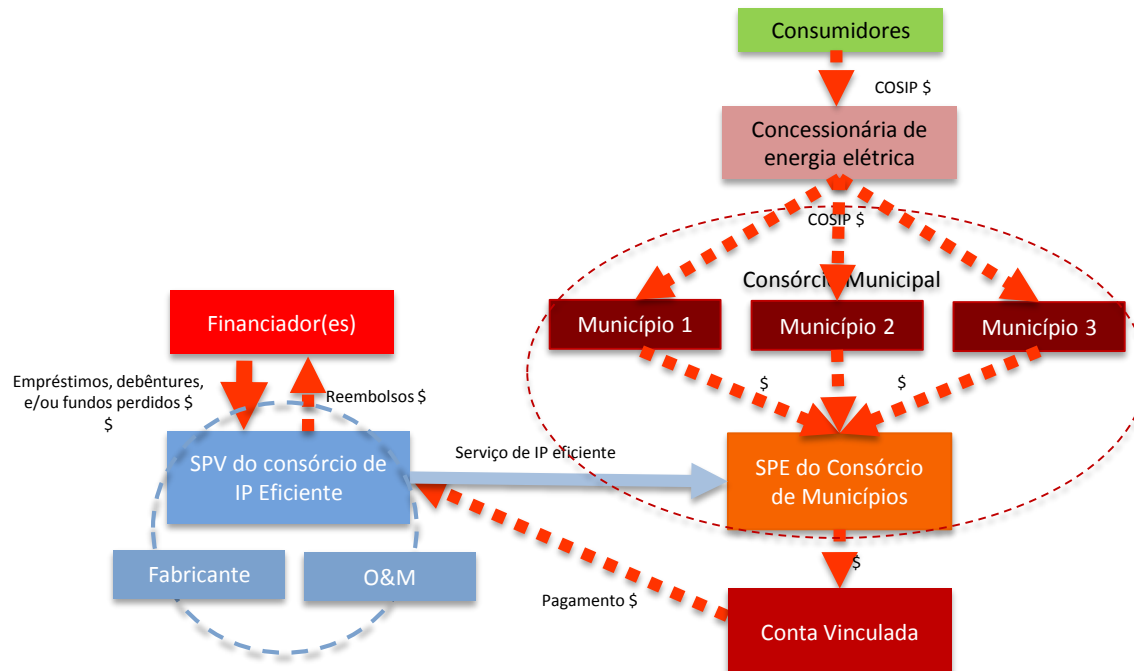 Consumidores
COSIP $
Concessionária de
energia elétrica
COSIP $
Consórcio Municipal
Município 1
Município 2
Município 3
Financiador(es)
Empréstimos, debêntures,
e/ou fundos perdidos $
$
Reembolsos $
$
$
SPV do consórcio de
IP Eficiente
Serviço de IP eficiente
SPE do Consórcio
de Municípios
Fabricante
O&M
$
Pagamento $
Conta Vinculada